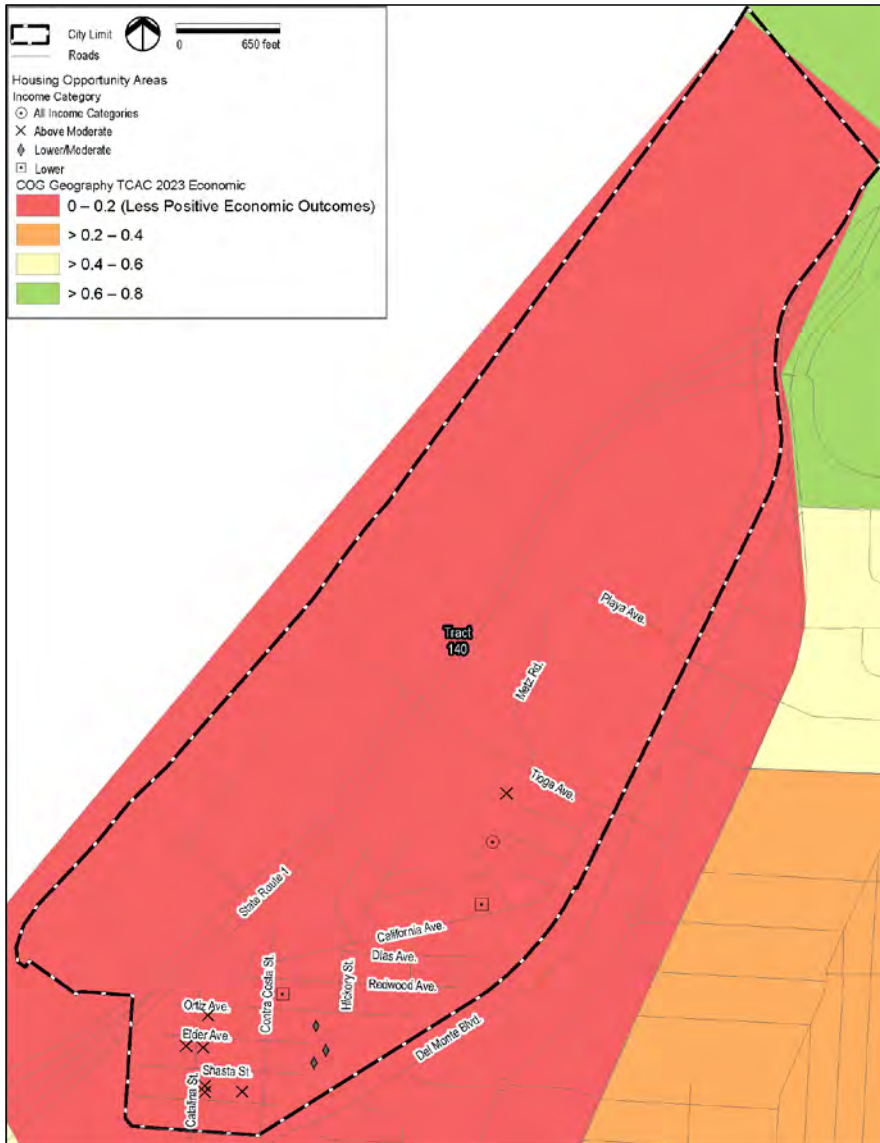 City Limit
0 650 feet
Roads
Housing Opportunity Areas
Income Category
All Income Categories
Above Moderate
Lower/Moderate
Lower
COG Geography TCAC 2023 Economic
0 – 0.2 (Less Positive Economic Outcomes)
> 0.2 – 0.4
> 0.4 – 0.6
> 0.6 – 0.8
Playa Ave.
Tract
140
Metz Rd.
Tioga Ave.
State Route 1
California Ave.
Dias Ave.
Contra Costa St.
Hickory St.
Redwood Ave.
Ortiz Ave.
Elder Ave.
Del Monte Blvd.
Shasta St.
Catalina St.